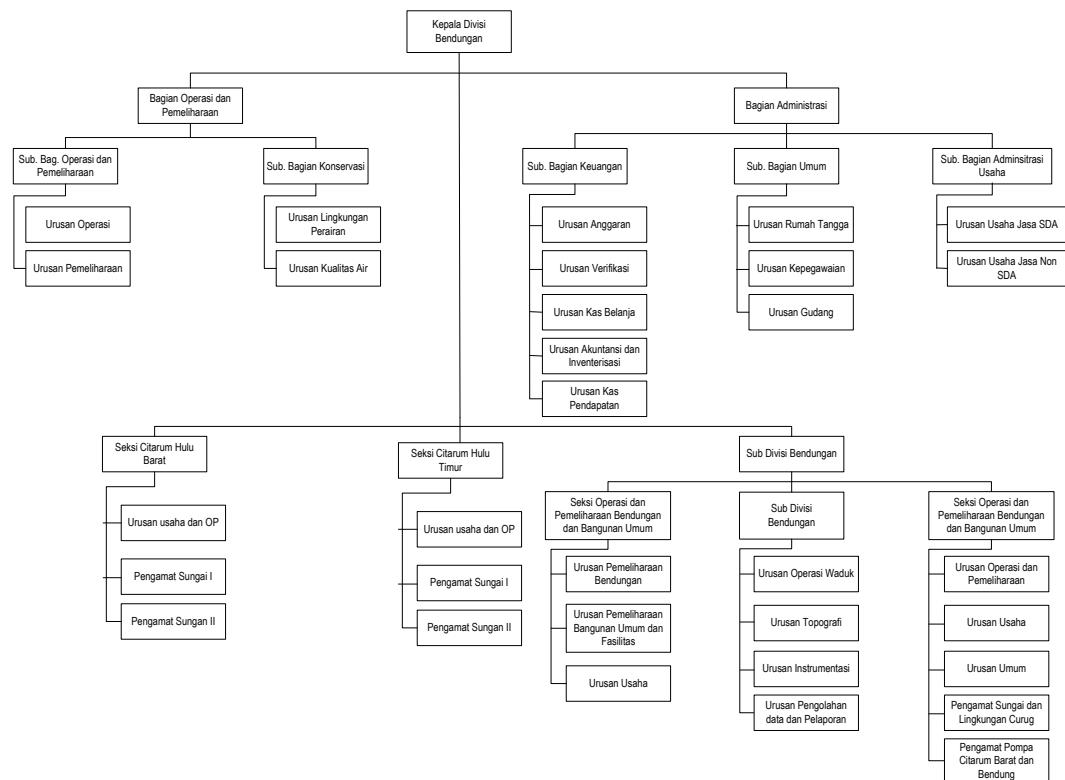 Kepala Divisi
Bendungan
Bagian Operasi dan
Pemeliharaan
Bagian Administrasi
Sub. Bag. Operasi dan
Pemeliharaan
Sub. Bagian Konservasi
Sub. Bagian Keuangan
Sub. Bagian Umum
Sub. Bagian Adminsitrasi
Usaha
Urusan Operasi
Urusan Pemeliharaan
Urusan Lingkungan
Perairan
Urusan Kualitas Air
Urusan Anggaran
Urusan Verifikasi
Urusan Kas Belanja
Urusan Akuntansi dan
Inventerisasi
Urusan Kas
Pendapatan
Urusan Rumah Tangga
Urusan Kepegawaian
Urusan Gudang
Urusan Usaha Jasa SDA
Urusan Usaha Jasa Non
SDA
Seksi Citarum Hulu
Barat
Seksi Citarum Hulu
Timur
Sub Divisi Bendungan
Urusan usaha dan OP
Pengamat Sungai I
Pengamat Sungan II
Urusan usaha dan OP
Pengamat Sungai I
Pengamat Sungan II
Seksi Operasi dan
Pemeliharaan Bendungan
dan Bangunan Umum
Sub Divisi
Bendungan
Seksi Operasi dan
Pemeliharaan Bendungan
dan Bangunan Umum
Urusan Pemeliharaan
Bendungan
Urusan Pemeliharaan
Bangunan Umum dan
Fasilitas
Urusan Usaha
Urusan Operasi Waduk
Urusan Topografi
Urusan Instrumentasi
Urusan Pengolahan
data dan Pelaporan
Urusan Operasi dan
Pemeliharaan
Urusan Usaha
Urusan Umum
Pengamat Sungai dan
Lingkungan Curug
Pengamat Pompa
Citarum Barat dan
Bendung